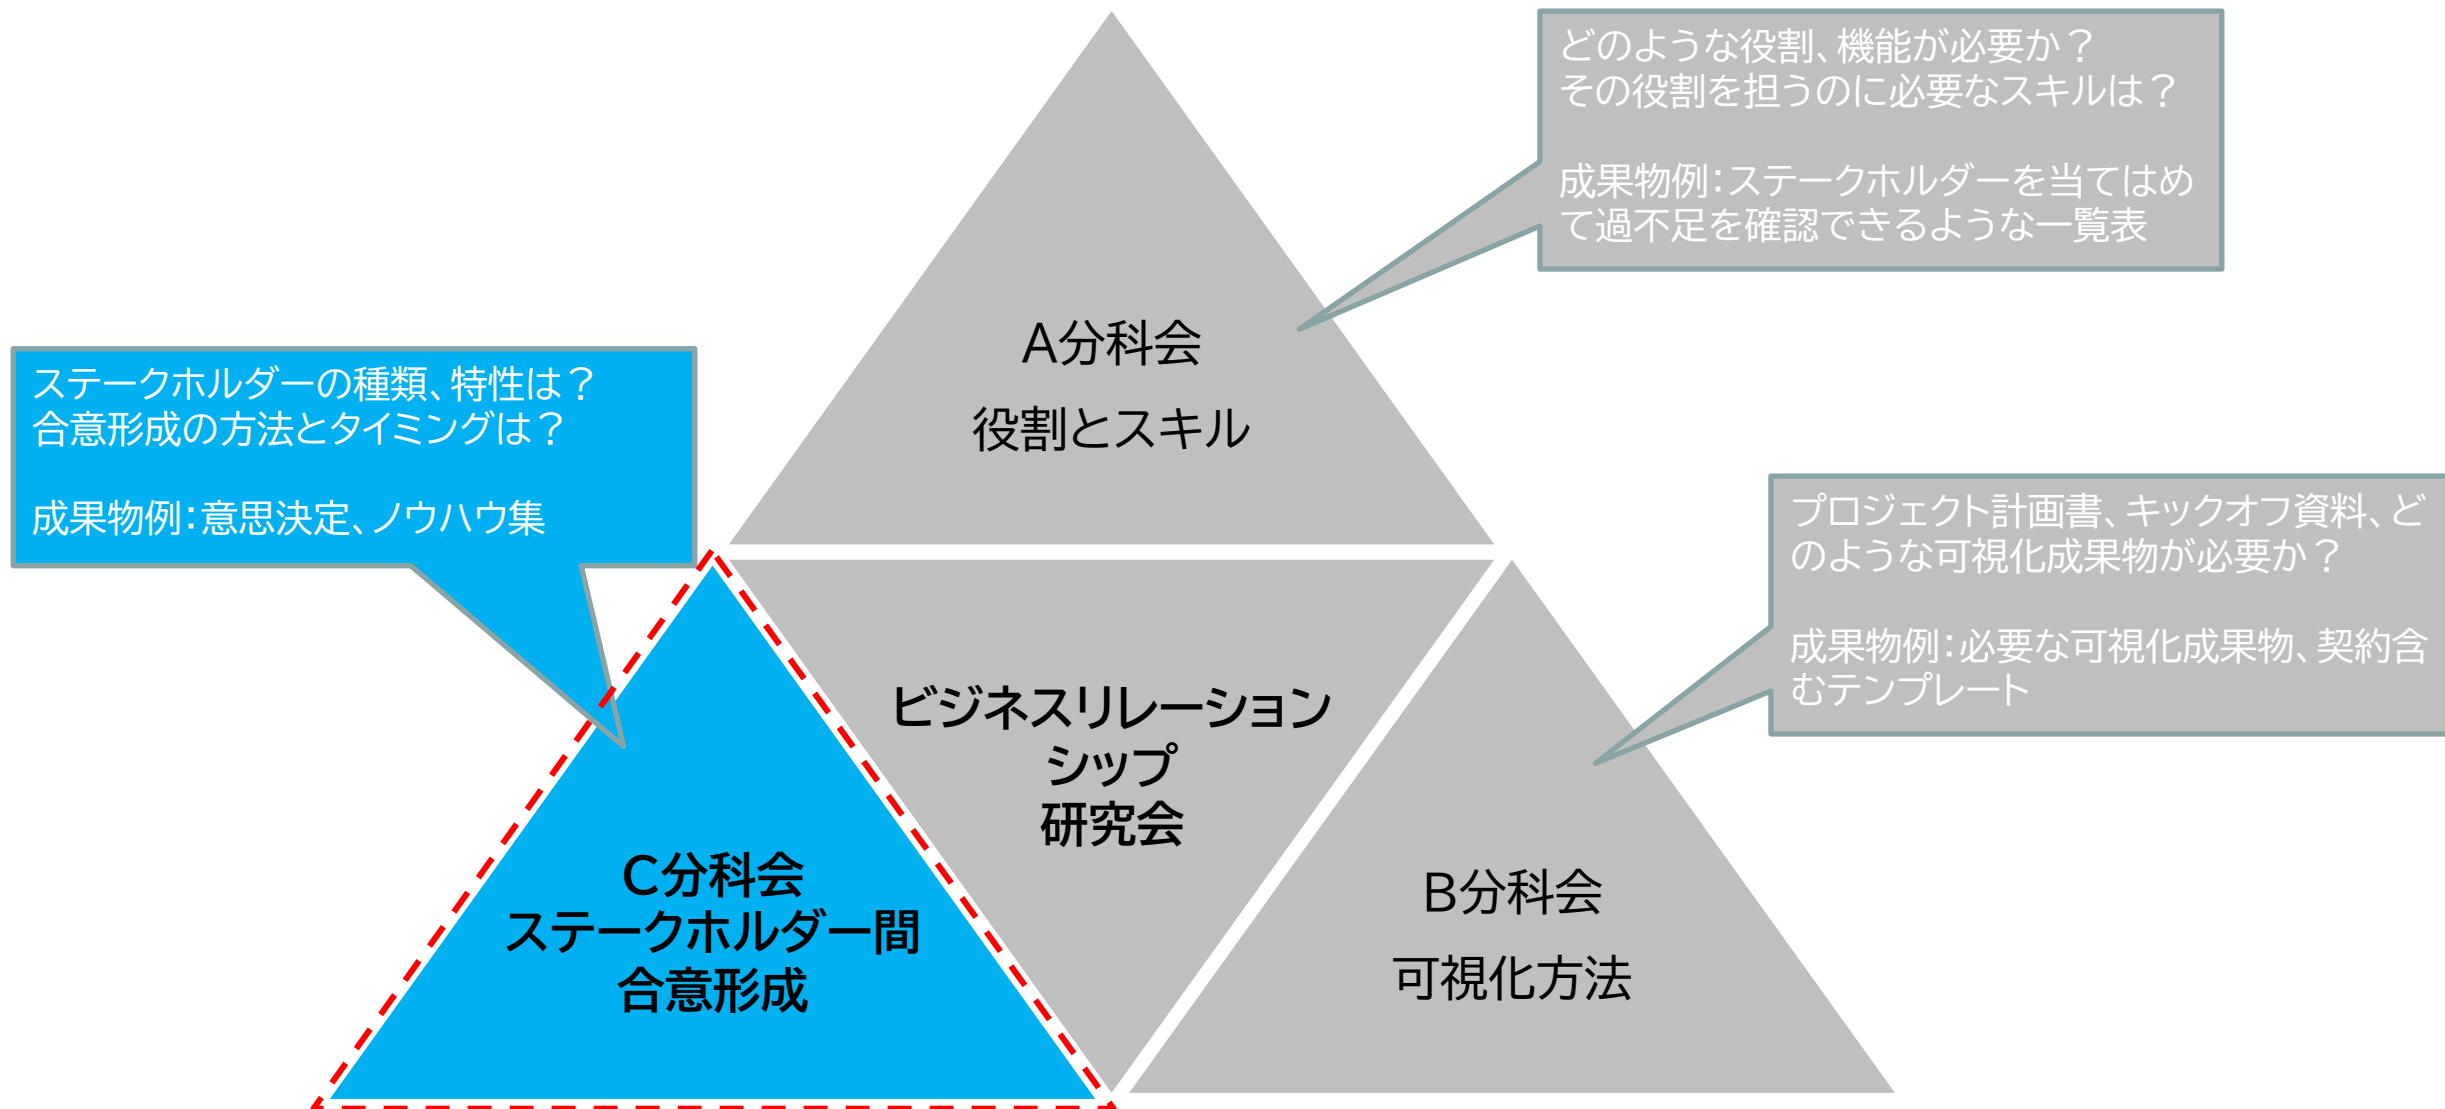 どのような役割、機能が必要か？
その役割を担うのに必要なスキルは？
成果物例：ステークホルダーを当てはめ
て過不足を確認できるような一覧表
A分科会
役割とスキル
ステークホルダーの種類、特性は？
合意形成の方法とタイミングは？
成果物例：意思決定、ノウハウ集
プロジェクト計画書、キックオフ資料、ど
のような可視化成果物が必要か？
成果物例：必要な可視化成果物、契約含
むテンプレート
ビジネスリレーション
シップ
研究会
C分科会
ステークホルダー間
合意形成
B分科会
可視化方法